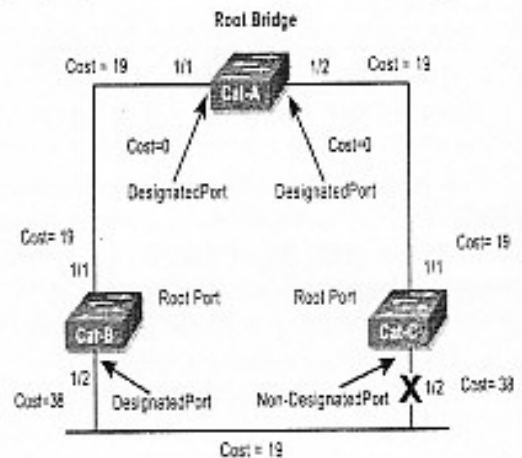 Root Bridge
Cost = 19 1/1 1/2 Cost = 19
Cat-A
Cost=0 Cost=0
DesignatedPort DesignatedPort
Cost= 19 Cost= 19
1/1 1/1
Root Port Root Port
Cat-B Cat-C
1/2 X 1/2 Cost= 38
Cost=38 DesignatedPort Non-DesignatedPort
Cost = 19